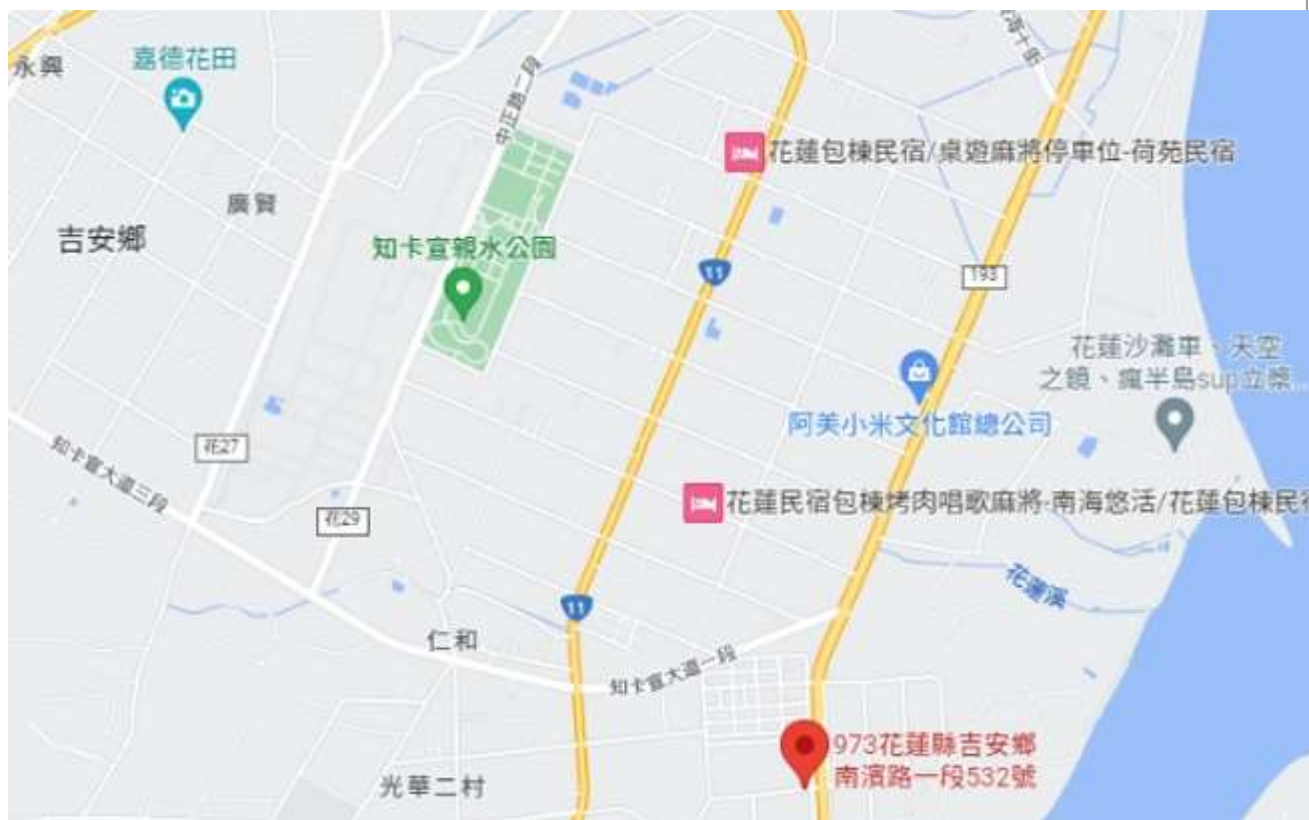 永興
嘉德花田
中正路二段
海十街
花蓮包棟民宿/桌遊麻將停車位-荷苑民宿
廣賢
吉安鄉
知卡宣親水公園
11
193
花蓮沙灘車、天空
之鏡、瘋半島sup立槳...
阿美小米文化館總公司
花27
知卡宣大道三段
花蓮民宿包棟烤肉唱歌麻將-南海悠活/花蓮包棟民
花29
花蓮溪
11
仁和
知卡宣大道一段
973花蓮縣吉安鄉
南濱路一段532號
光華二村